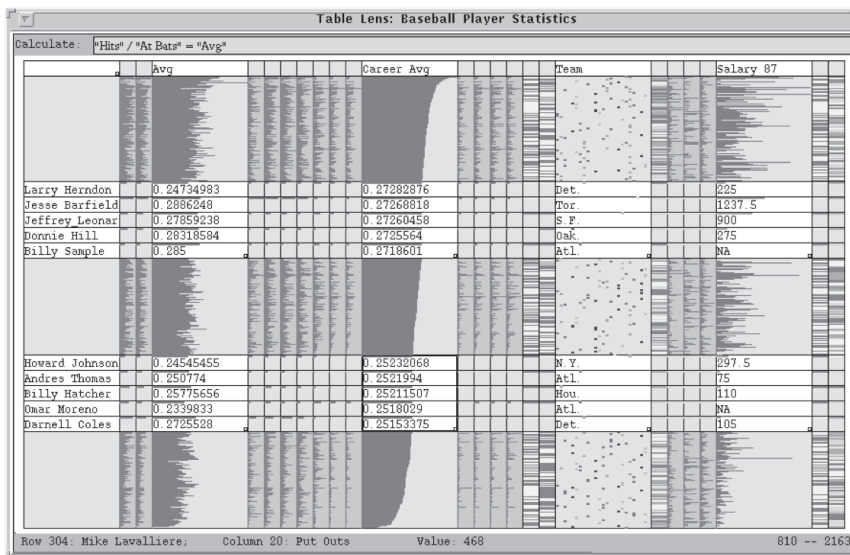 Table Lens: Baseball Player Statistics
Calculate: "Hits" / "At Bats" = "Avg"
Avg Career Avg Team Salary 87
Larry Herndon 0.24734983 0.27282876 Det. 225
Jesse Barfield 0.2886248 0.27268818 Tor. 1237.5
Jeffrey_Leonar 0.27859238 0.27260458 S.F. 900
Donnie Hill 0.28318584 0.2725564 Oak. 275
Billy Sample 0.285 0.2718601 Atl. NA
Howard Johnson 0.24545455 0.25232068 N.Y. 297.5
Andres Thomas 0.250774 0.2521994 Atl. 75
Billy Hatcher 0.25775656 0.25211507 Hou. 110
Omar Moreno 0.2339833 0.2518029 Atl. NA
Darnell Coles 0.2725528 0.25153375 Det. 105
Row 304: Mike Lavalliere; Column 20: Put Outs Value: 468 810 -- 2163